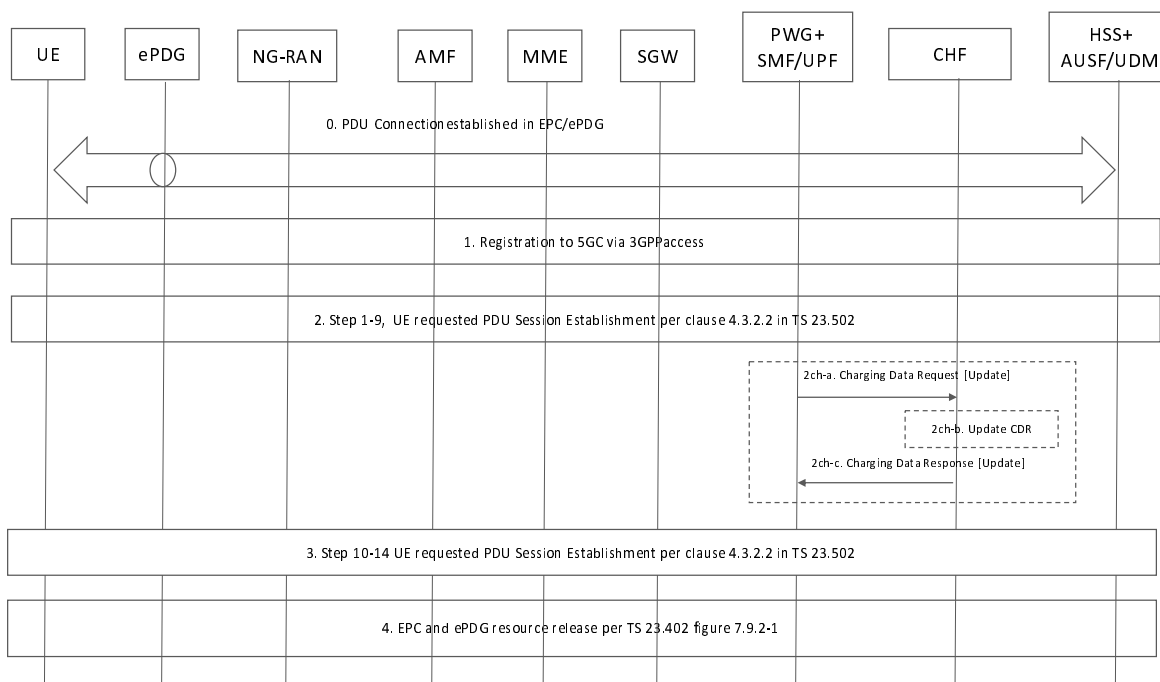 UE
ePDG
NG-RAN
AMF
MME
SGW
PWG+
SMF/UPF
CHF
HSS+
AUSF/UDM
0. PDU Connectionestablished in EPC/ePDG
1. Registration to 5GC via 3GPPaccess
2. Step 1-9, UE requested PDU Session Establishment per clause 4.3.2.2 in TS 23.502
2ch-a. Charging Data Request [Update]
2ch-b. Update CDR
2ch-c. Charging Data Response [Update]
3. Step 10-14 UE requested PDU Session Establishment per clause 4.3.2.2 in TS 23.502
4. EPC and ePDG resource release per TS 23.402 figure 7.9.2-1